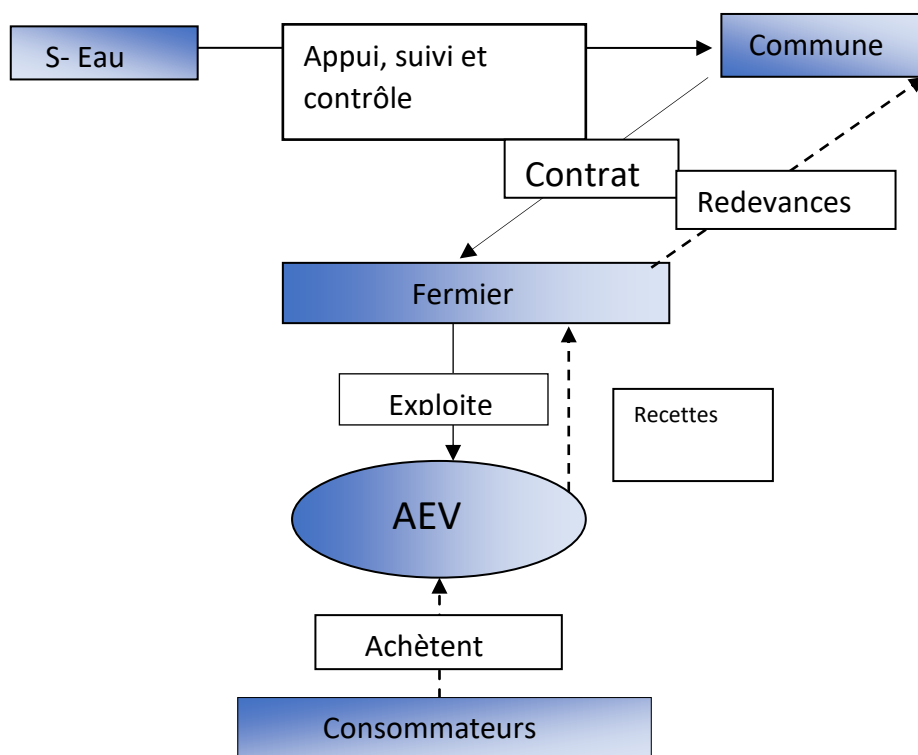 S- Eau
Appui, suivi et
contrôle
Commune
Contrat
Redevances
Fermier
Exploite
Recettes
AEV
Achètent
Consommateurs